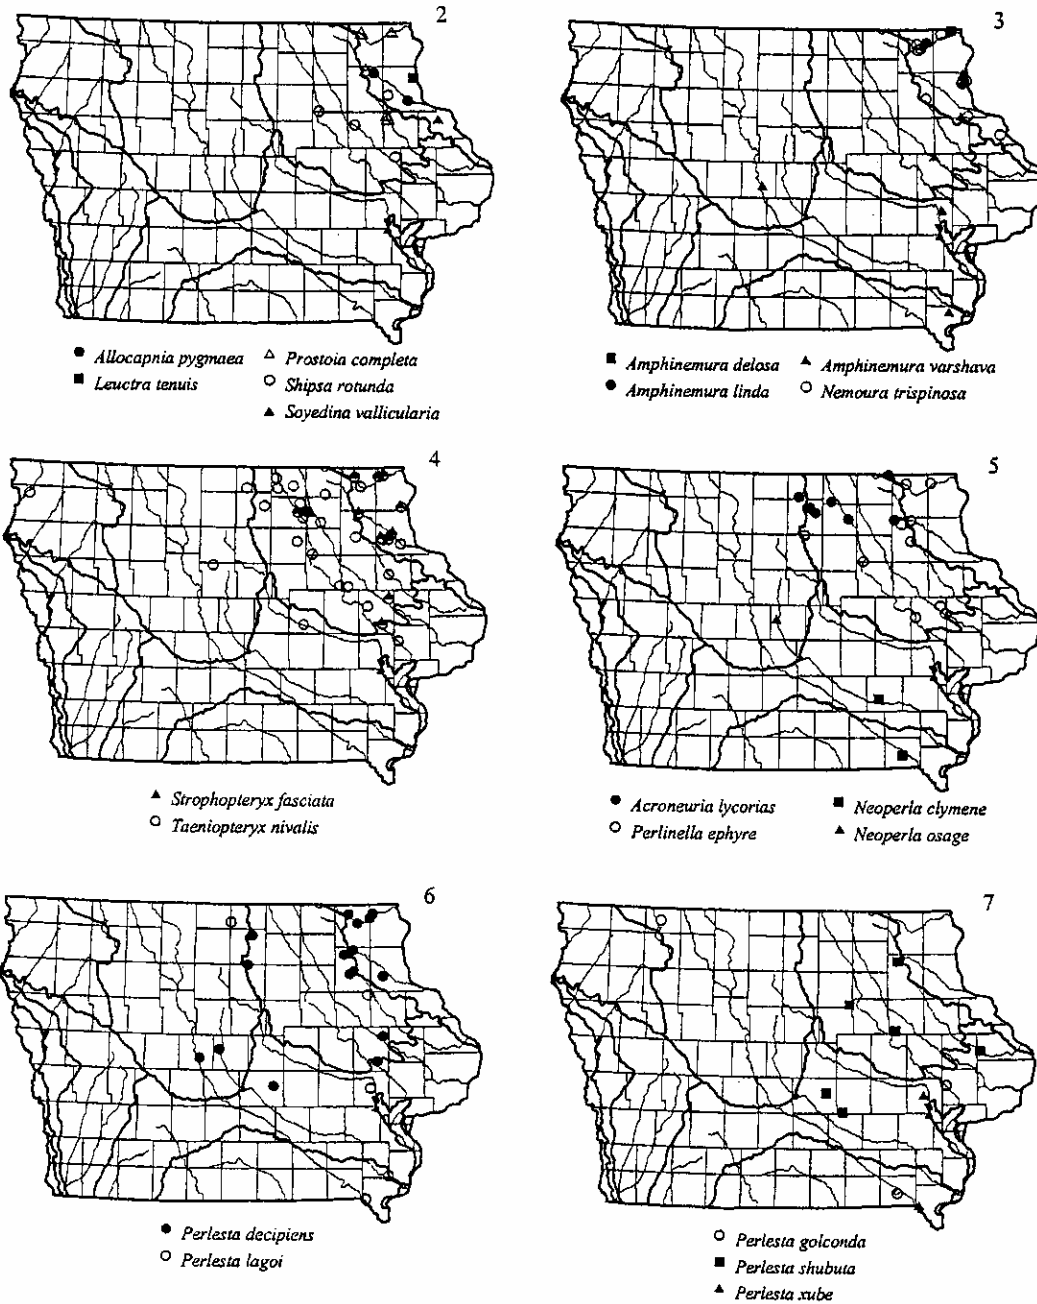 2
3
● Allocapnia pygmaea △ Prostoia completa
■ Leuctra tenuis ○ Shipsa rotunda
▲ Soyedina vallicularia
■ Amphinemura delosa ▲ Amphinemura varshava
● Amphinemura linda ○ Nemoura trispinosa
4
5
▲ Strophopteryx fasciata
○ Taeniopteryx nivalis
● Acroneuria lycorias ■ Neoperla clymene
○ Perlinella ephyre ▲ Neoperla osage
6
7
● Perlesta decipiens
○ Perlesta lagoi
○ Perlesta golconda
■ Perlesta shubuta
▲ Perlesta xube